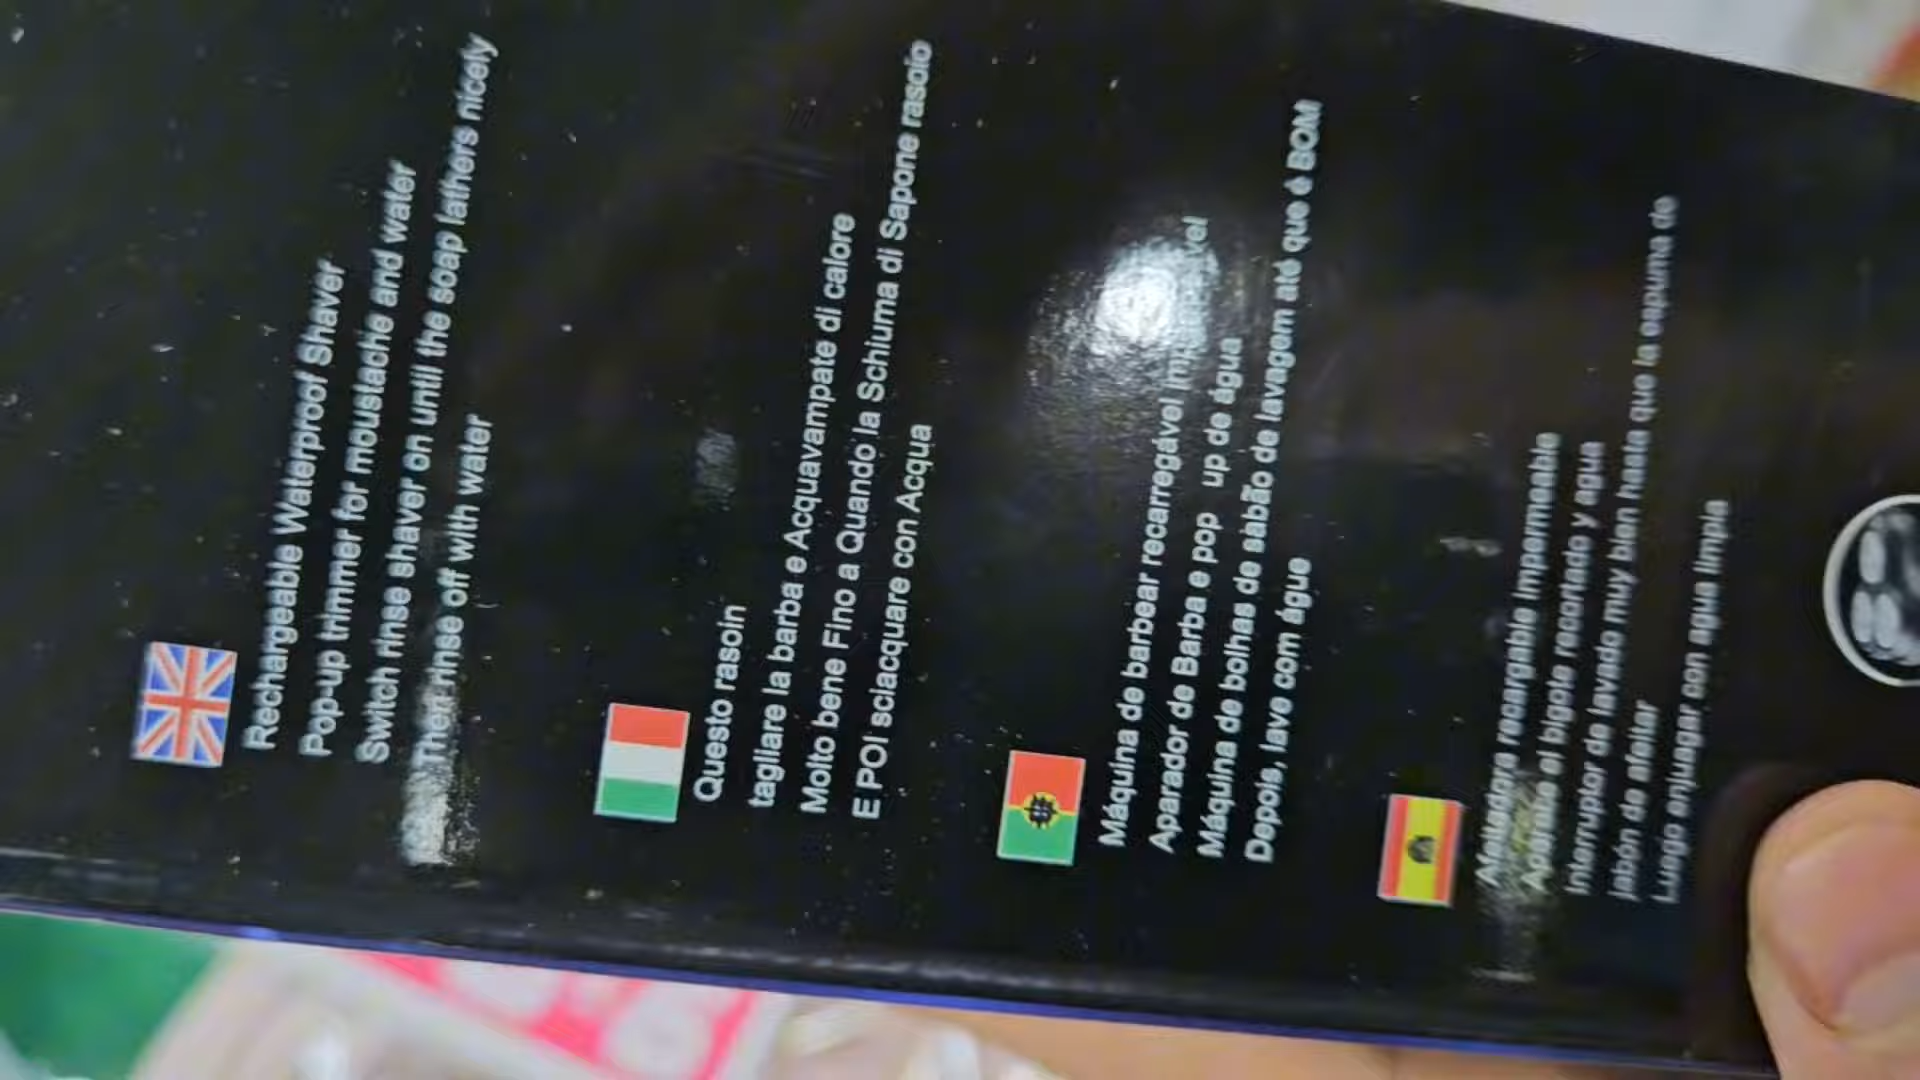 Rechargeable Waterproof Shaver
Pop-up trimmer for moustache and water
Switch rinse shaver on until the soap lathers nicely
Then rinse off with water
Questo rasoin
tagliare la barba e Acquavampate di calore
Molto bene Fino a Quando la Schiuma di Sapone rasoio
E POI sciacquare con Acqua
Máquina de barbear recarregável
Aparador de Barba e pop up de água
Máquina de bolhas de sabão de lavagem até que é BOM
Depois, lave com águe
Afeitadora recargable impermeable
el bigote recortado y agua
Interruptor de lavado muy bien hasta que la espuma de
jabón de afeitar
Luego enjuagar con agua limpia